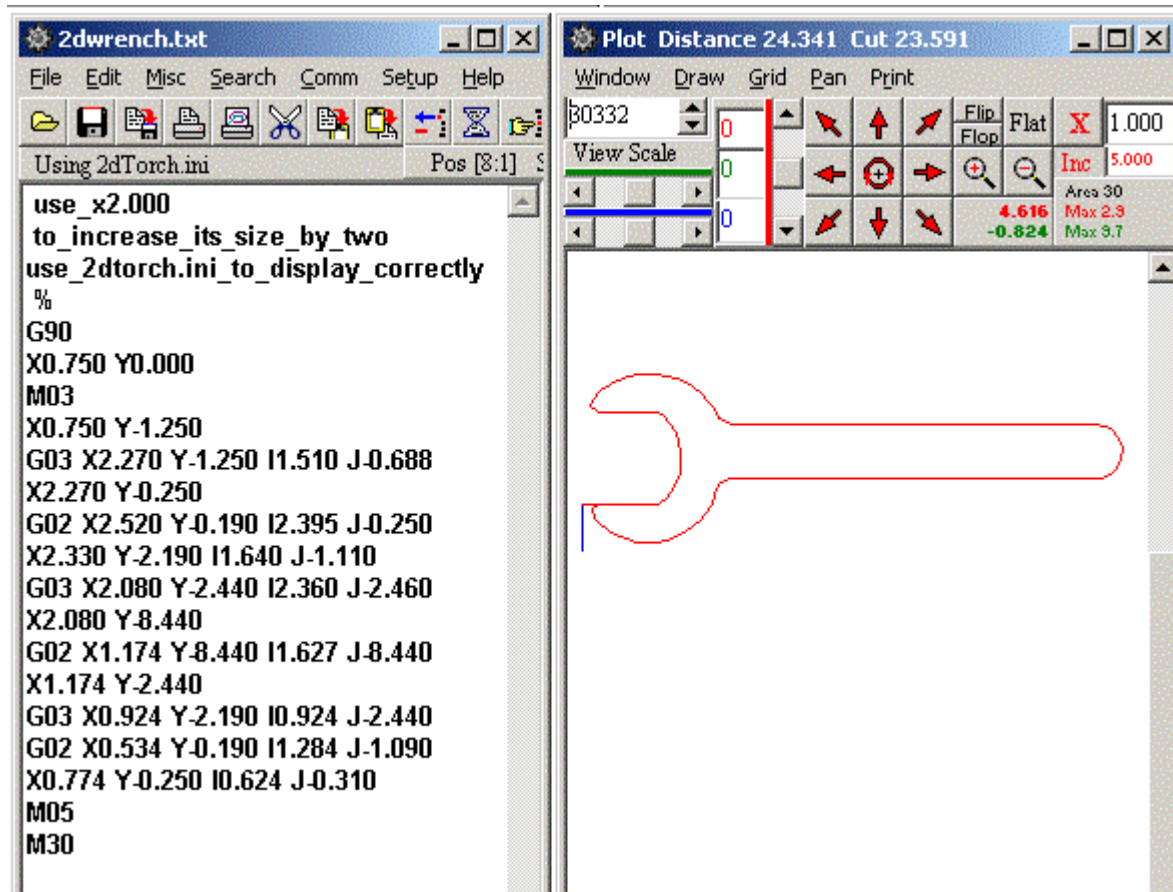 2dwrench.txt
File Edit Misc Search Comm Setup Help
Using 2dTorch.ini Pos [8:1]
use_x2.000
to_increase_its_size_by_two
use_2dtorch.ini_to_display_correctly
%
G90
X0.750 Y0.000
M03
X0.750 Y-1.250
G03 X2.270 Y-1.250 I1.510 J-0.688
X2.270 Y-0.250
G02 X2.520 Y-0.190 I2.395 J-0.250
X2.330 Y-2.190 I1.640 J-1.110
G03 X2.080 Y-2.440 I2.360 J-2.460
X2.080 Y-8.440
G02 X1.174 Y-8.440 I1.627 J-8.440
X1.174 Y-2.440
G03 X0.924 Y-2.190 I0.924 J-2.440
G02 X0.534 Y-0.190 I1.284 J-1.090
X0.774 Y-0.250 I0.624 J-0.310
M05
M30
Plot Distance 24.341 Cut 23.591
Window Draw Grid Pan Print
30332
View Scale
0
0
0
Flip
Flop
Flat
X 1.000
Inc 5.000
4.616
-0.824
Area 30
Max 2.9
Max 9.7